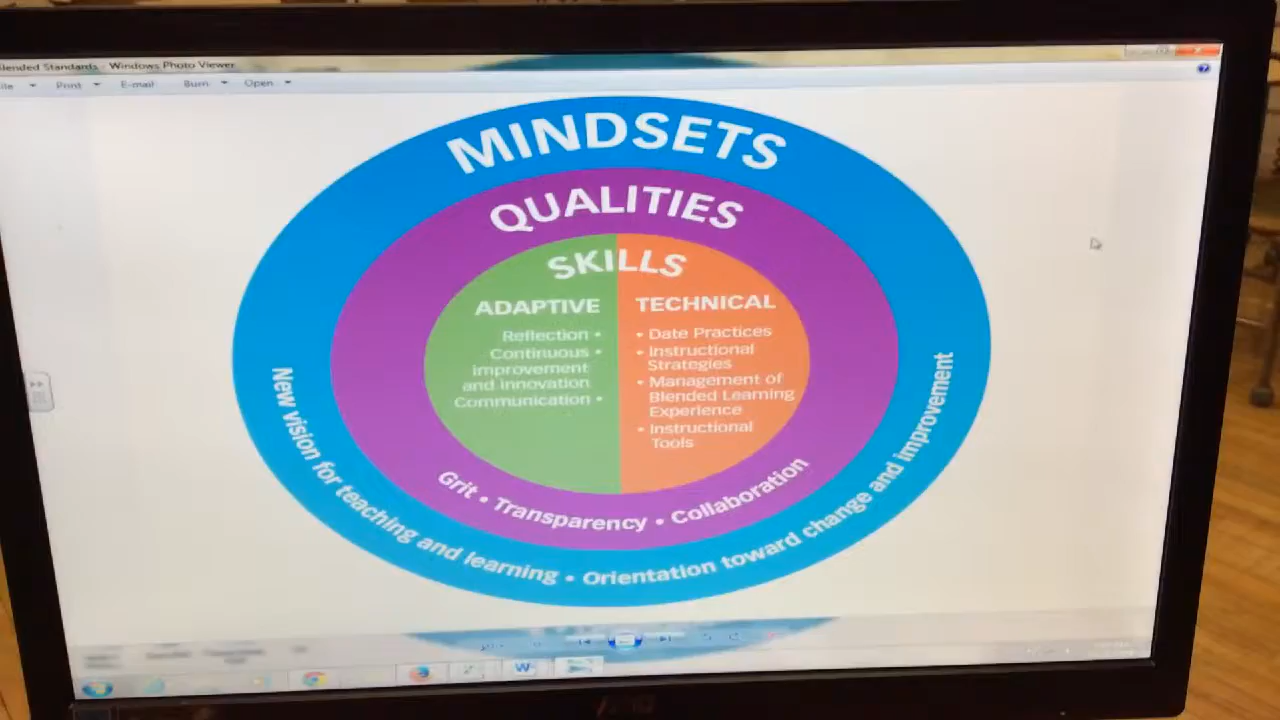 lended Standards - Windows Photo Viewer
ile Print E-mail Burn Open
MINDSETS
QUALITIES
SKILLS
ADAPTIVE
Reflection •
Continuous •
improvement
and innovation
Communication •
TECHNICAL
• Date Practices
• Instructional
Strategies
• Management of
Blended Learning
Experience
• Instructional
Tools
Grit • Transparency • Collaboration
New vision for teaching and learning • Orientation toward change and improvement
W